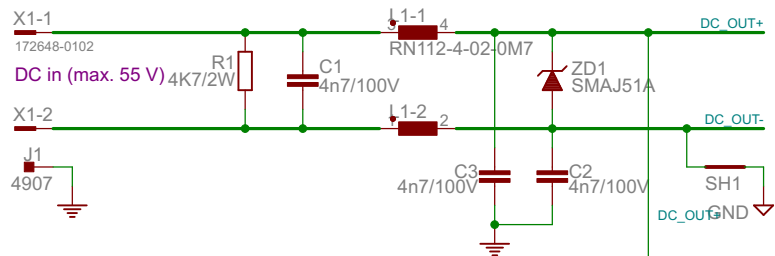 X1-1
172648-0102
DC in (max. 55 V)
X1-2
J1
4907
R1
4K7/2W
C1
4n7/100V
L1-1
3
4
RN112-4-02-0M7
L1-2
1
2
ZD1
SMAJ51A
C3
4n7/100V
C2
4n7/100V
DC_OUT+
DC_OUT-
SH1
DC_OUT+
GND